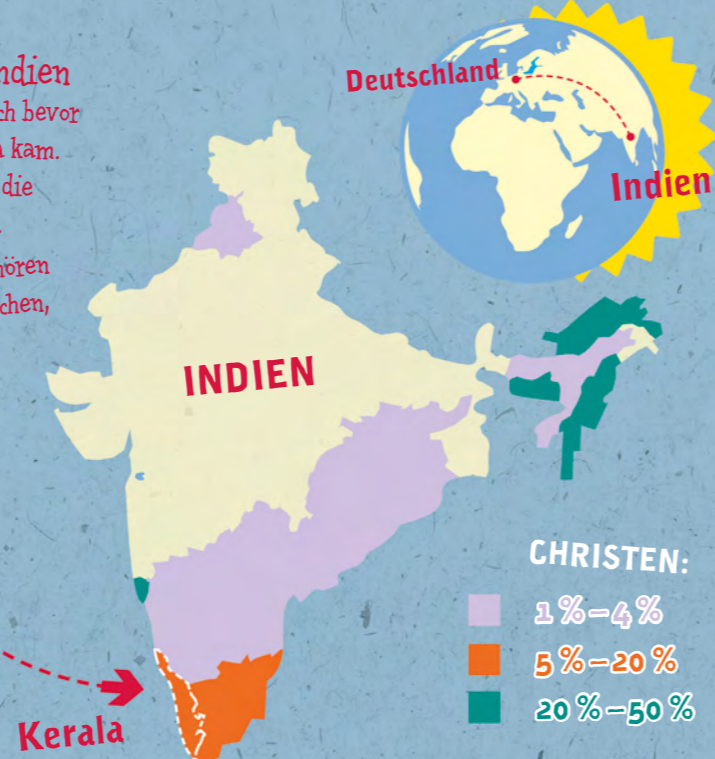 ndien
ch bevor
kam.
die
ören
chen,
Deutschland
Indien
INDIEN
CHRISTEN:
1 %–4 %
5 %–20 %
20 %–50 %
Kerala